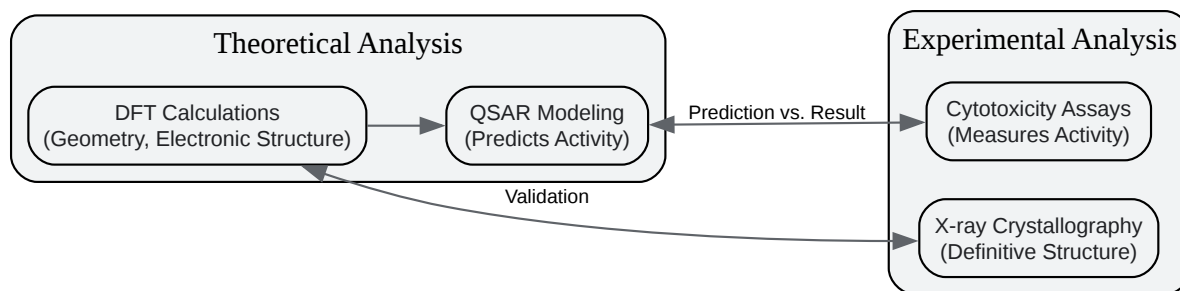 Theoretical Analysis
DFT Calculations
(Geometry, Electronic Structure)
QSAR Modeling
(Predicts Activity)
Prediction vs. Result
Validation
Experimental Analysis
Cytotoxicity Assays
(Measures Activity)
X-ray Crystallography
(Definitive Structure)